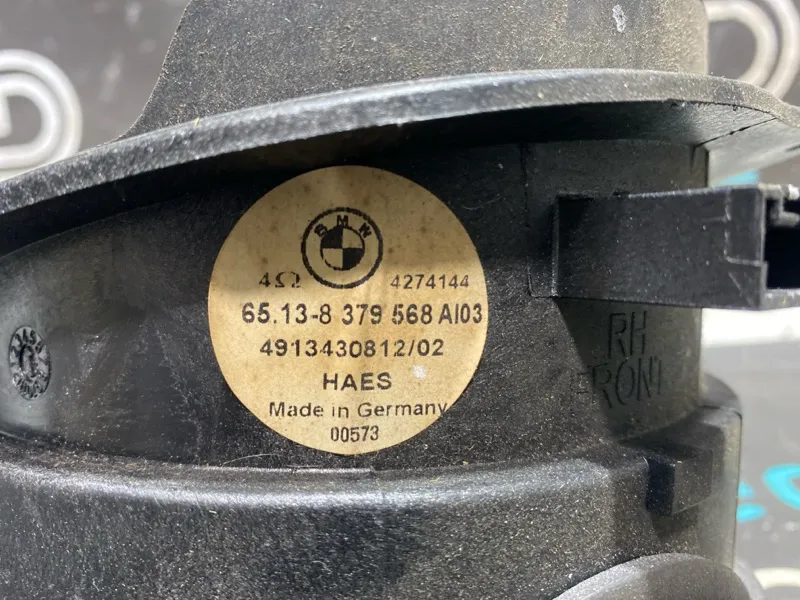 BMW
4Ω 4274144
65.13-8 379 568 AI03
4913430812/02
HAES
Made in Germany
00573
RH
FRONT